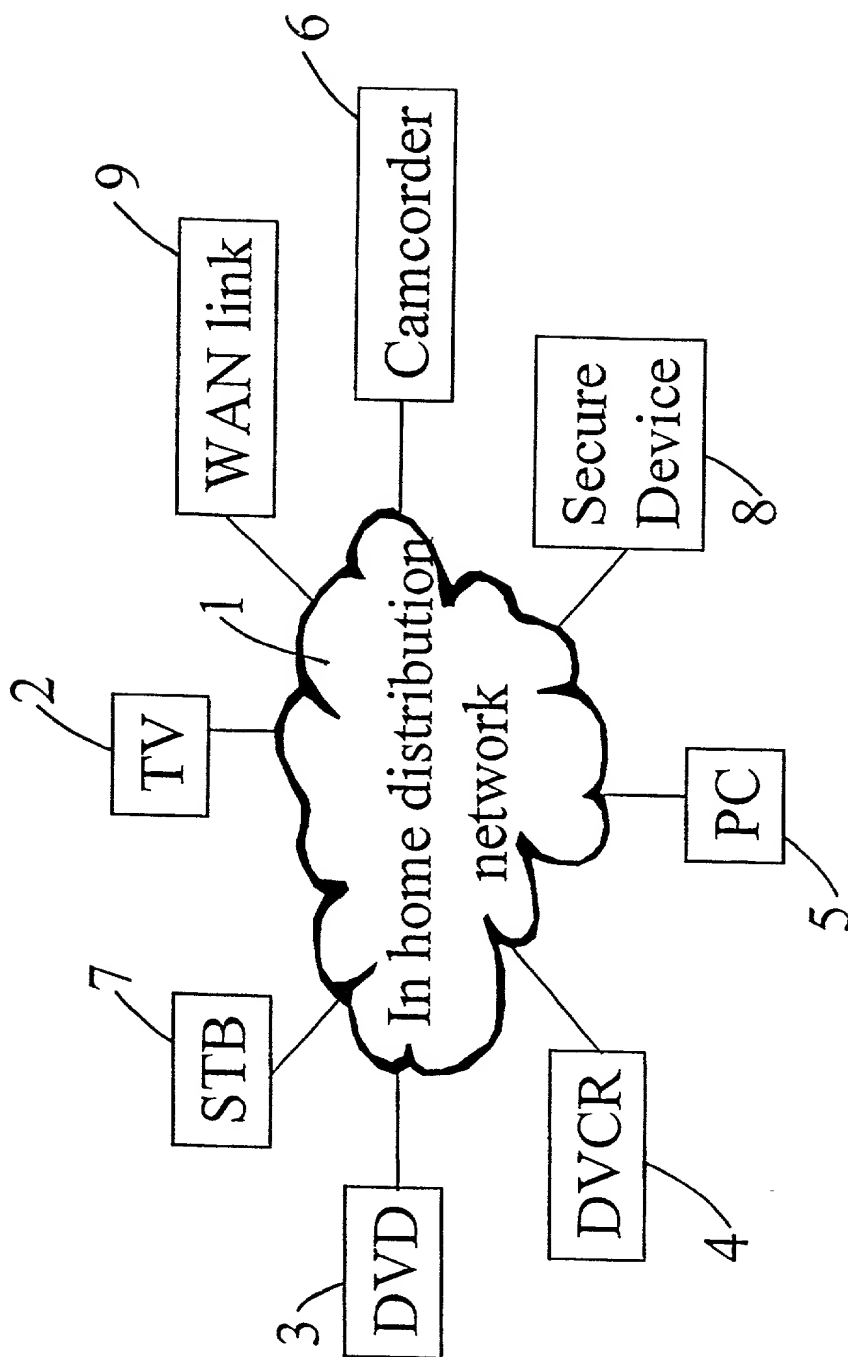 2
TV
9
WAN link
7
STB
1
6
Camcorder
3
DVD
In home distribution
network
DVCR
4
PC
5
Secure
Device
8